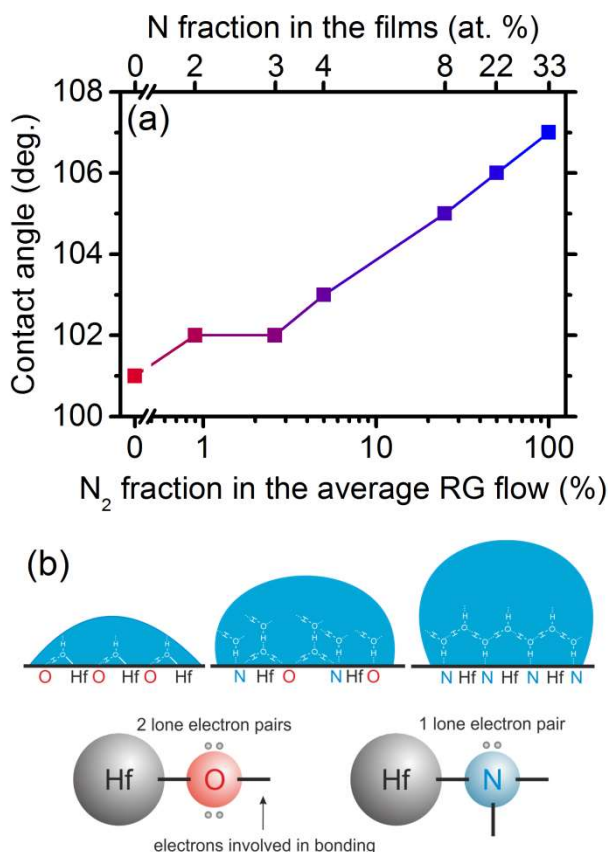 N fraction in the films (at. %)
0 2 3 4 8 22 33
(a)
Contact angle (deg.)
108
106
104
102
100
0 1 10 100
N₂ fraction in the average RG flow (%)
(b)
H H H
O O O
O Hf O Hf O Hf
O O
H H
O O O O
H H H H
N Hf O N Hf O
H H H
O O O
O O O O
H H H H
N Hf N Hf N Hf N
2 lone electron pairs 1 lone electron pair
Hf O Hf N
electrons involved in bonding